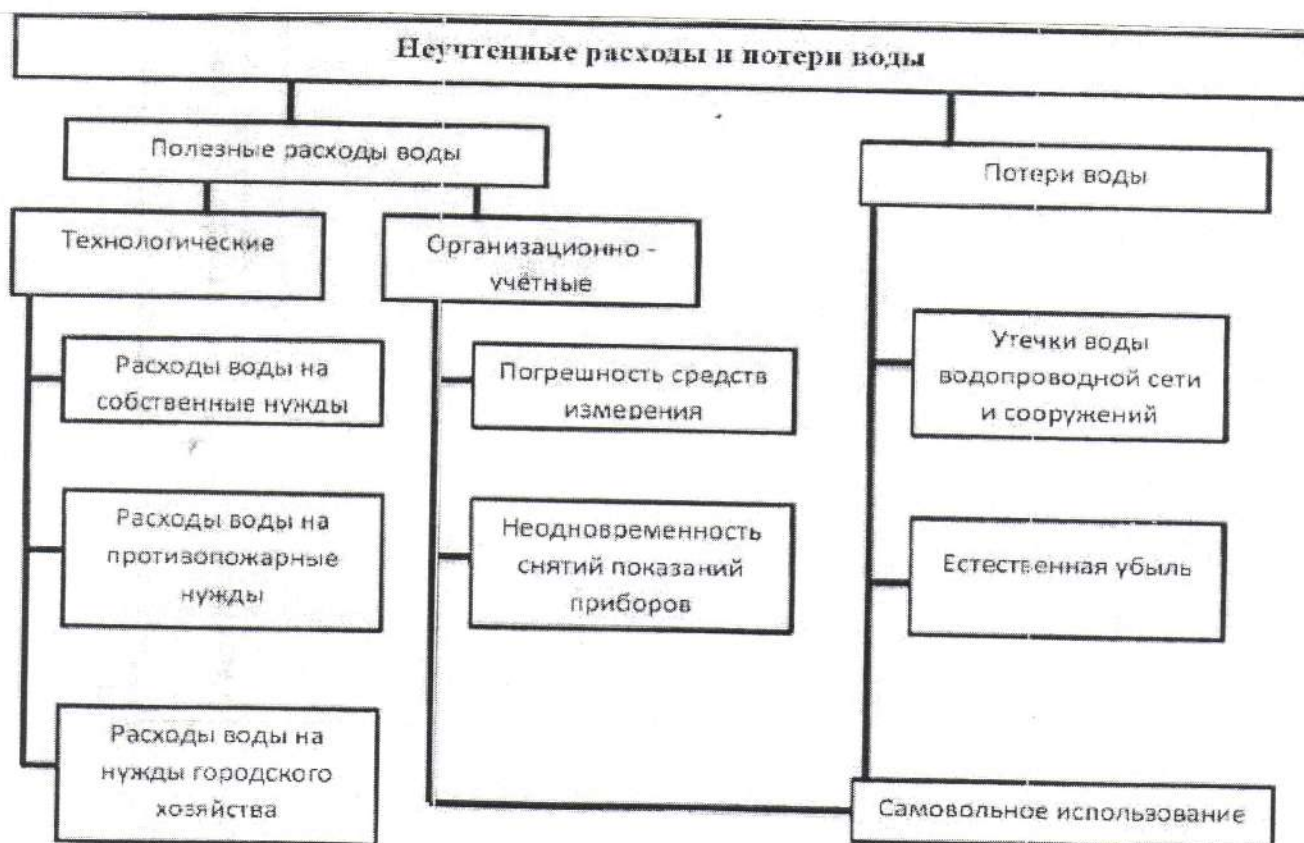 Неучтенные расходы и потери воды
Полезные расходы воды
Потери воды
Технологические
Организационно -
учётные
Расходы воды на
собственные нужды
Погрешность средств
измерения
Утечки воды
водопроводной сети
и сооружений
Расходы воды на
противопожарные
нужды
Неодновременность
снятий показаний
приборов
Естественная убыль
Расходы воды на
нужды городского
хозяйства
Самовольное использование